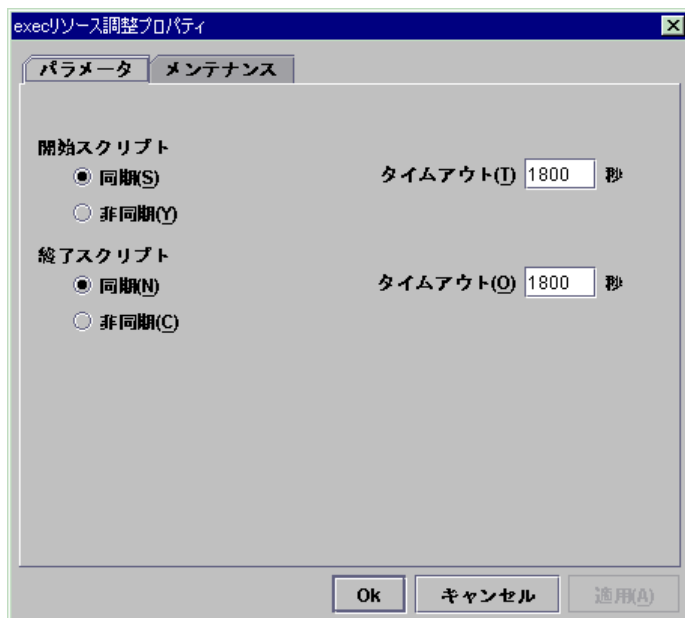 execリソース調整プロパティ
パラメータ メンテナンス
開始スクリプト
同期(S) タイムアウト(T) 1800 秒
非同期(Y)
終了スクリプト
同期(N) タイムアウト(O) 1800 秒
非同期(C)
Ok キャンセル 適用(A)